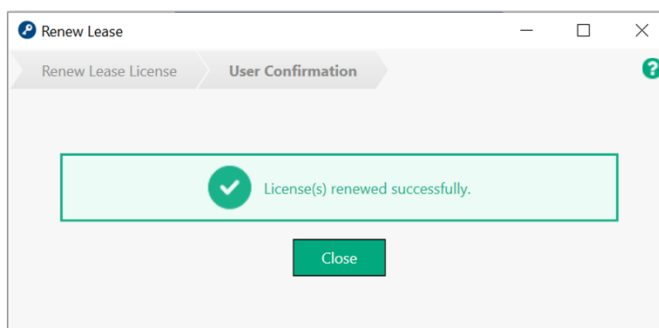 Renew Lease
Renew Lease License
User Confirmation
License(s) renewed successfully.
Close